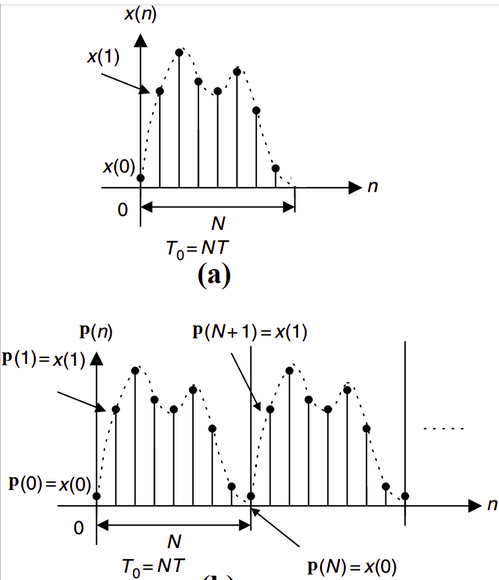 x(n)
x(1)
x(0)
0
n
N
T₀ = NT
(a)
p(n)
p(N+1) = x(1)
p(1) = x(1)
p(0) = x(0)
.....
n
0
N
T₀ = NT
p(N) = x(0)